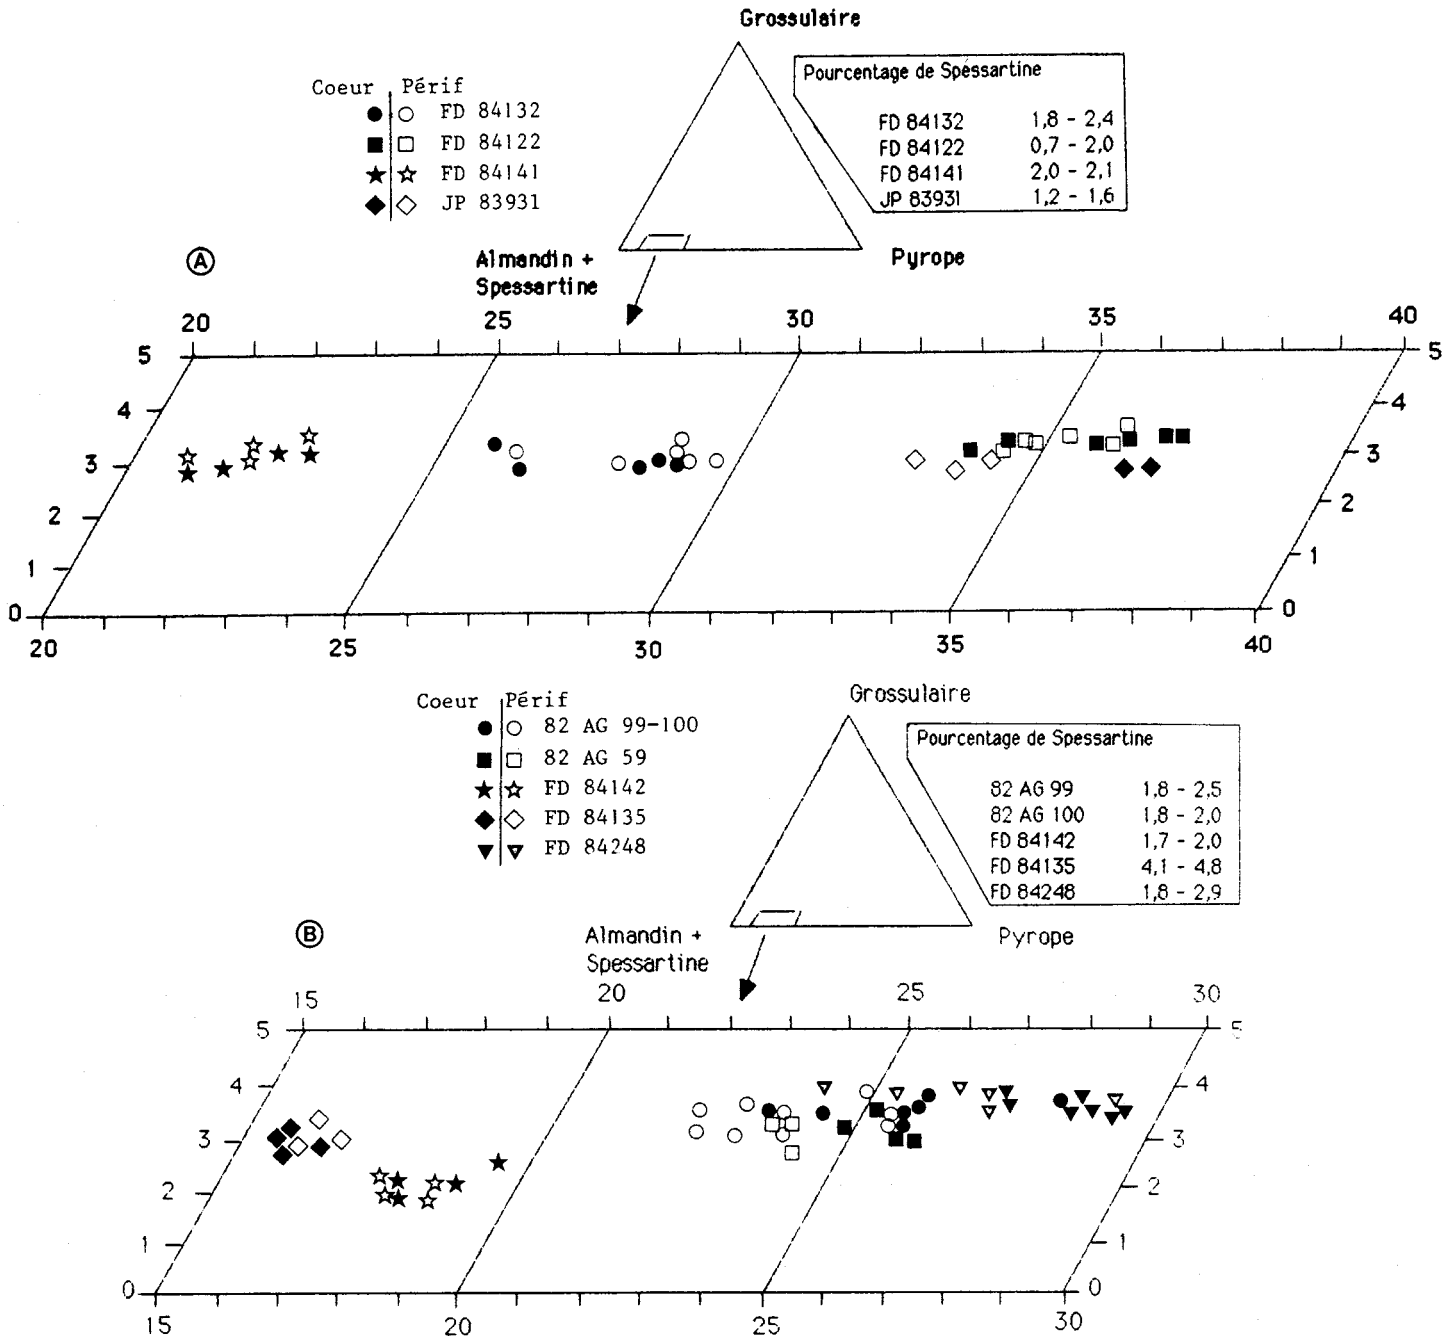 Grossulaire
Coeur Périf
FD 84132
FD 84122
FD 84141
JP 83931
Pourcentage de Spessartine
FD 84132 1,8 - 2,4
FD 84122 0,7 - 2,0
FD 84141 2,0 - 2,1
JP 83931 1,2 - 1,6
A
Almandin +
Spessartine
Pyrope
20 25 30 35 40
5 5
4 4
3 3
2 2
1 1
0 0
20 25 30 35 40
Coeur Périf
82 AG 99-100
82 AG 59
FD 84142
FD 84135
FD 84248
Grossulaire
Pourcentage de Spessartine
82 AG 99 1,8 - 2,5
82 AG 100 1,8 - 2,0
FD 84142 1,7 - 2,0
FD 84135 4,1 - 4,8
FD 84248 1,8 - 2,9
B
Almandin +
Spessartine
Pyrope
15 20 25 30
5 5
4 4
3 3
2 2
1 1
0 0
15 20 25 30